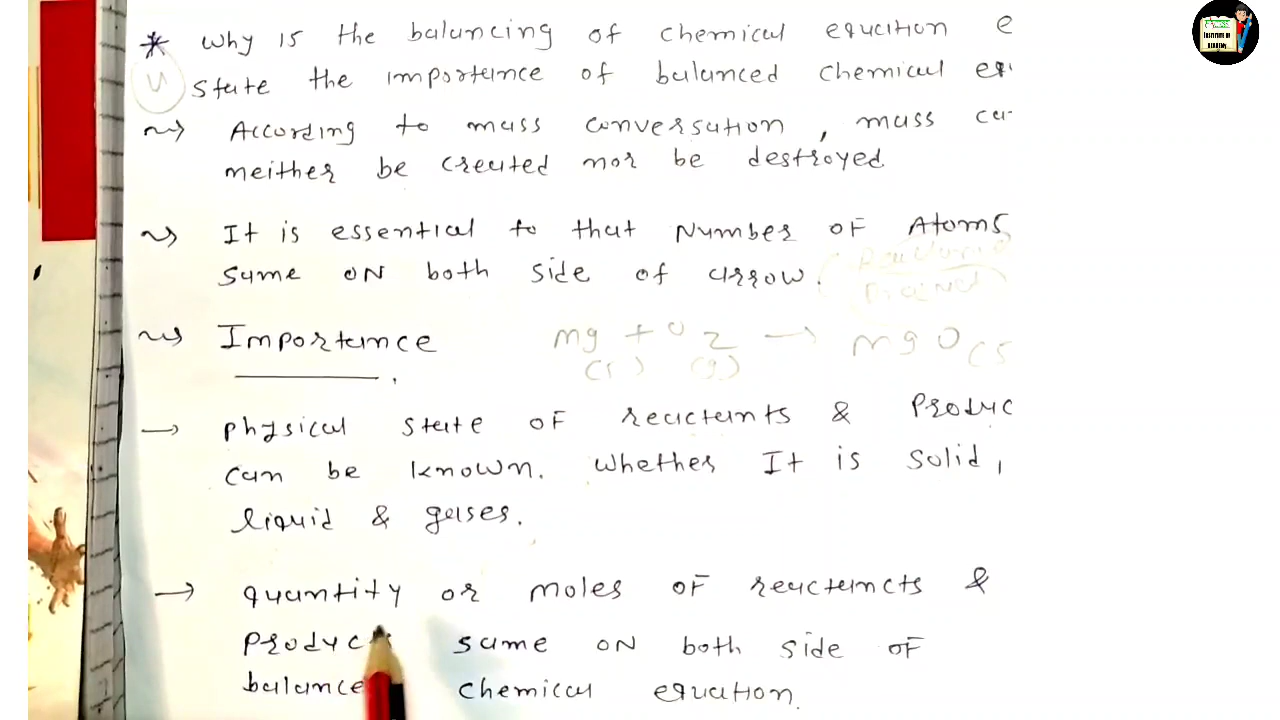 * Why is the balancing of chemical equation e
State the importance of balanced chemical eq
According to mass conversation, mass ca
neither be created nor be destroyed
It is essential to that Number of Atoms
same on both side of arrow.
Importance Mg + O2 → MgO(s
(s) (g)
→ Physical state of reactants & Produc
can be known. Whether It is solid,
liquid & gases.
→ quantity or moles of reactancts &
Produc same on both side of
balance chemical equation.